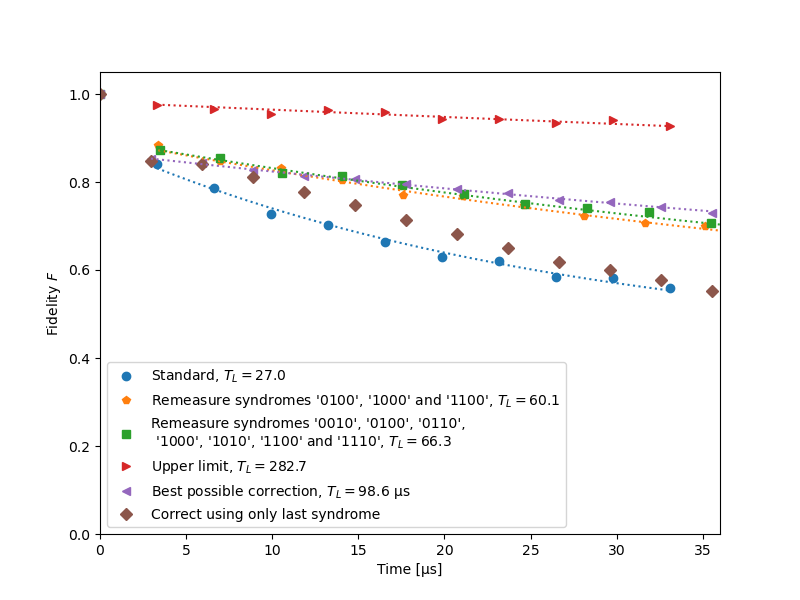 1.0
0.8
0.6
0.4
0.2
0.0
Fidelity F
0 5 10 15 20 25 30 35
Time [µs]
Standard, T_L = 27.0
Remeasure syndromes '0100', '1000' and '1100', T_L = 60.1
Remeasure syndromes '0010', '0100', '0110',
'1000', '1010', '1100' and '1110', T_L = 66.3
Upper limit, T_L = 282.7
Best possible correction, T_L = 98.6 µs
Correct using only last syndrome